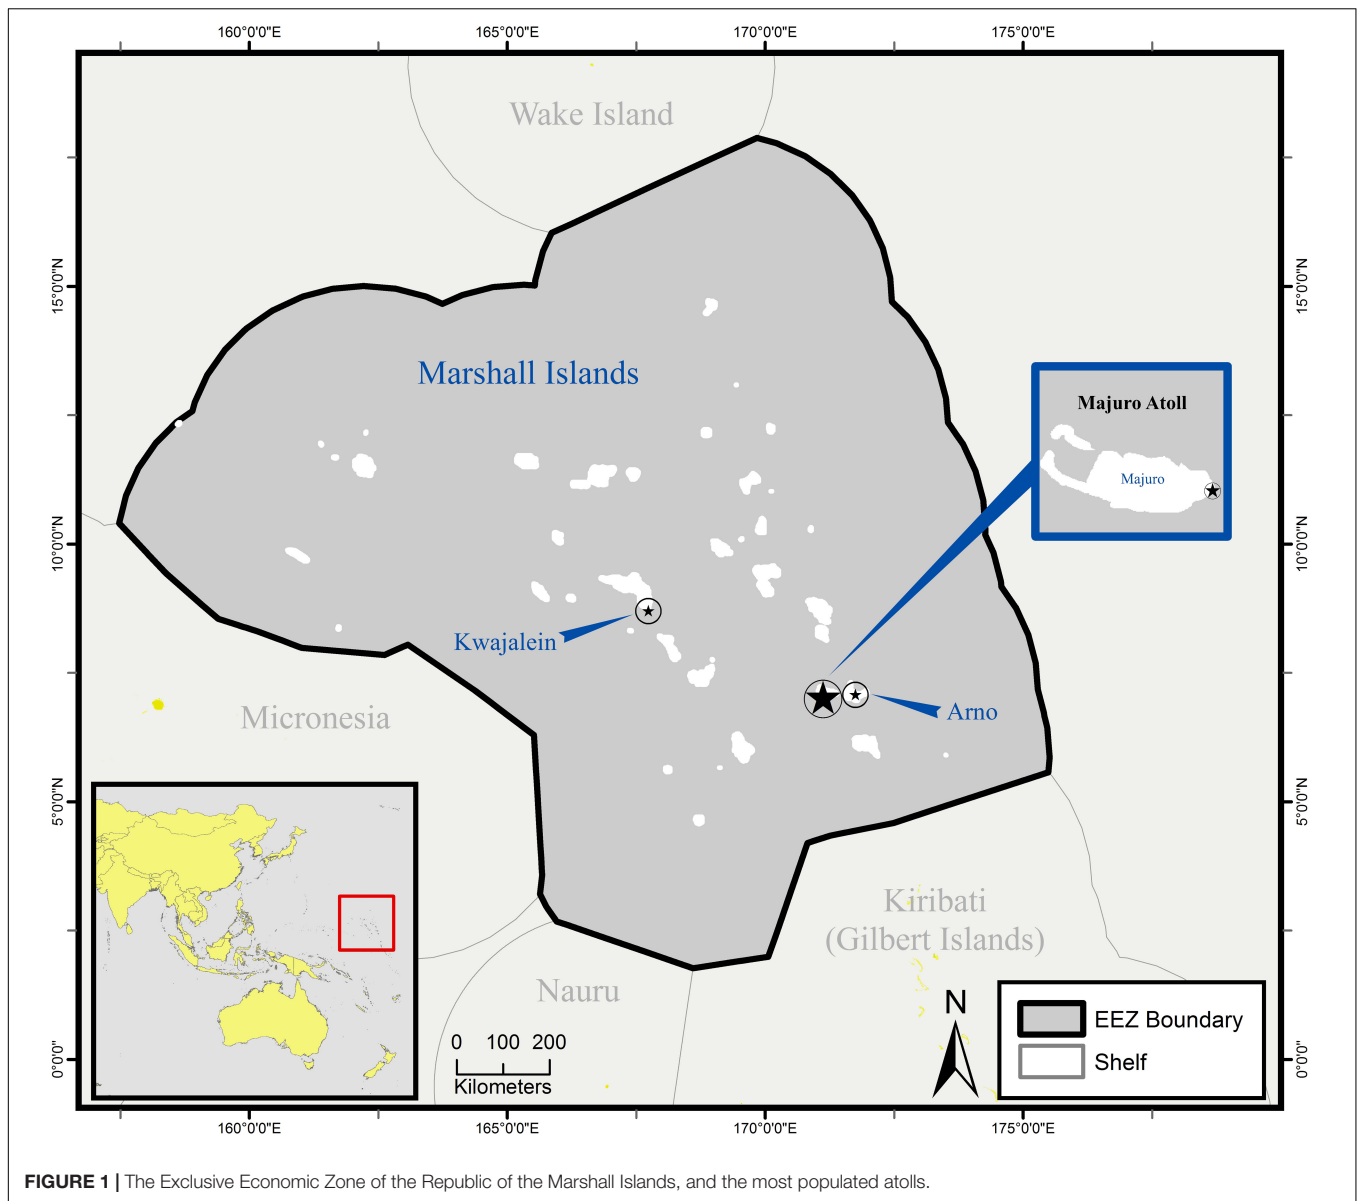 160°0'0"E 165°0'0"E 170°0'0"E 175°0'0"E
Wake Island
15°0'0"N 15°0'0"N
Marshall Islands
Majuro Atoll
Majuro
10°0'0"N 10°0'0"N
Kwajalein
Arno
Micronesia
5°0'0"N 5°0'0"N
Kiribati
(Gilbert Islands)
Nauru
N
EEZ Boundary
Shelf
0 100 200
Kilometers
0°0'0" 0°0'0"
160°0'0"E 165°0'0"E 170°0'0"E 175°0'0"E
FIGURE 1 | The Exclusive Economic Zone of the Republic of the Marshall Islands, and the most populated atolls.